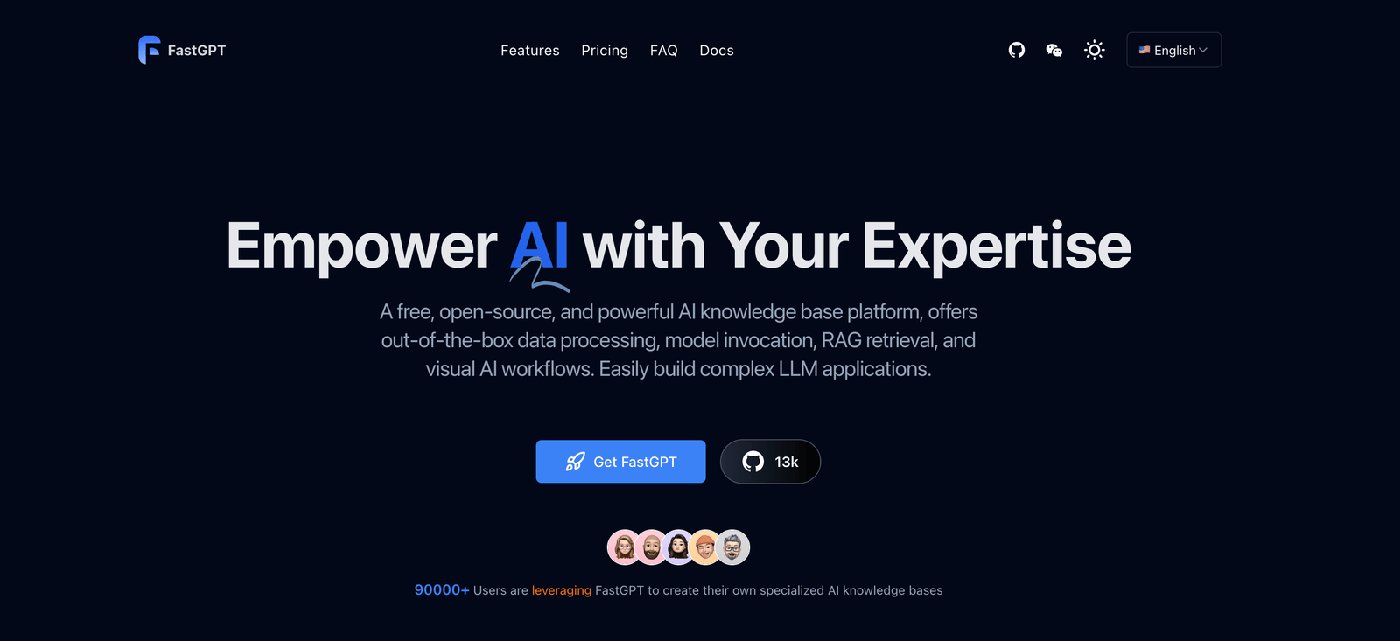 FastGPT
Features Pricing FAQ Docs
English
Empower AI with Your Expertise
A free, open-source, and powerful AI knowledge base platform, offers
out-of-the-box data processing, model invocation, RAG retrieval, and
visual AI workflows. Easily build complex LLM applications.
Get FastGPT
13k
90000+ Users are leveraging FastGPT to create their own specialized AI knowledge bases